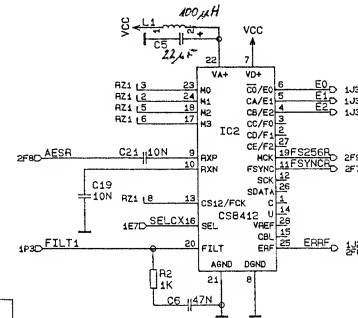 100µH
VCC L1
C5
22µF
VCC
22 7
VA+ VD+
RZ1 3 23 M0
RZ1 2 24 M1
RZ1 5 18 M2
RZ1 6 17 M3
IC2
C0/E0 6 E0 1J3
CA/E1 5 E1 1J3
CB/E2 4 E2 1J3
CC/F0 3
CD/F1 2
CE/F2 27
2F8 AESR C21 10N 9 RXP
MCK 19 FS256R 2F9
10 RXN
FSYNC 11 FSYNCR 2F7
SCK 12
C19
10N
SDATA 26
RZ1 8 13 CS12/FCK
C 1
CS8412
U 14
1E7 SELCX 16 SEL
VREF 28
CBL 15
1P3 FILT1 20 FILT
ERF 25 ERRF
AGND DGND
21 8
R2
1K
C6 47N